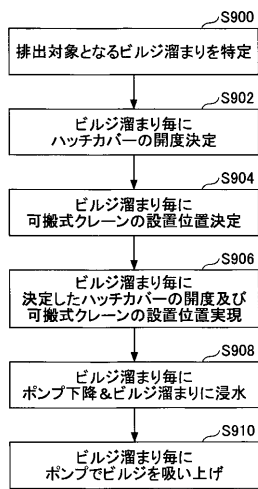 S900
排出対象となるビルジ溜まりを特定
S902
ビルジ溜まり毎に
ハッチカバーの開度決定
S904
ビルジ溜まり毎に
可搬式クレーンの設置位置決定
S906
ビルジ溜まり毎に
決定したハッチカバーの開度及び
可搬式クレーンの設置位置実現
S908
ビルジ溜まり毎に
ポンプ下降&ビルジ溜まりに浸水
S910
ビルジ溜まり毎に
ポンプでビルジを吸い上げ